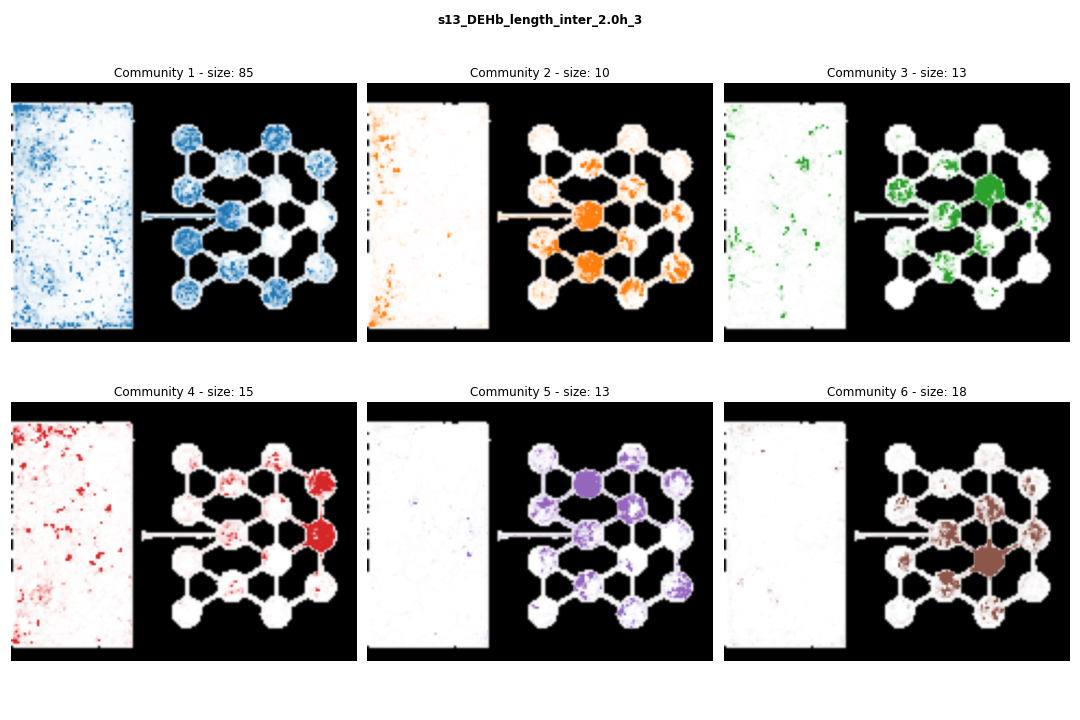 s13_DEHb_length_inter_2.0h_3
Community 1 - size: 85
Community 2 - size: 10
Community 3 - size: 13
Community 4 - size: 15
Community 5 - size: 13
Community 6 - size: 18